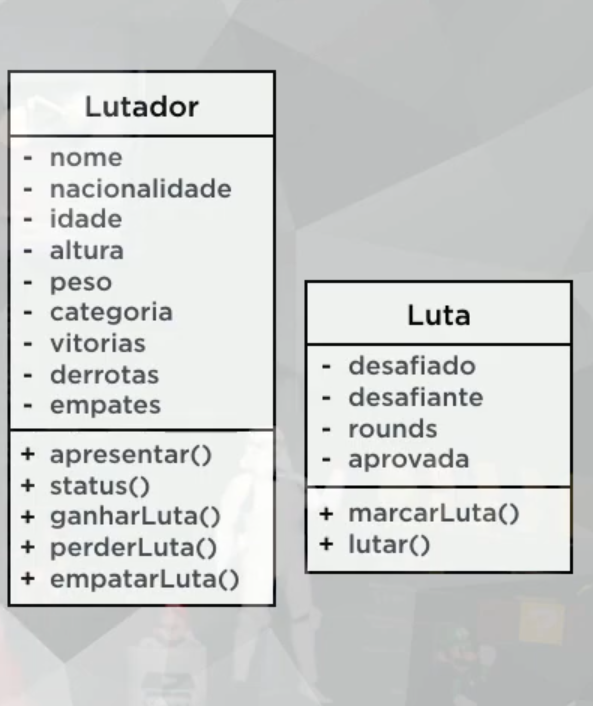 Lutador
- nome
- nacionalidade
- idade
- altura
- peso
- categoria
- vitorias
- derrotas
- empates
+ apresentar()
+ status()
+ ganharLuta()
+ perderLuta()
+ empatarLuta()
Luta
- desafiado
- desafiante
- rounds
- aprovada
+ marcarLuta()
+ lutar()